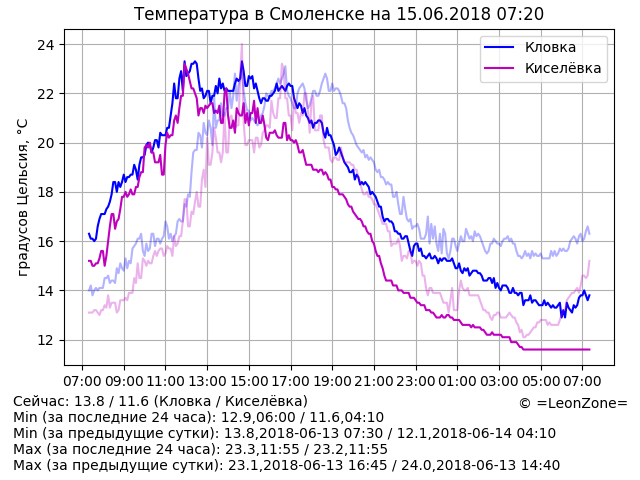 Температура в Смоленске на 15.06.2018 07:20
Кловка
Киселёвка
градусов Цельсия, °C
24
22
20
18
16
14
12
07:00 09:00 11:00 13:00 15:00 17:00 19:00 21:00 23:00 01:00 03:00 05:00 07:00
Сейчас: 13.8 / 11.6 (Кловка / Киселёвка)
© =LeonZone=
Min (за последние 24 часа): 12.9,06:00 / 11.6,04:10
Min (за предыдущие сутки): 13.8,2018-06-13 07:30 / 12.1,2018-06-14 04:10
Max (за последние 24 часа): 23.3,11:55 / 23.2,11:55
Max (за предыдущие сутки): 23.1,2018-06-13 16:45 / 24.0,2018-06-13 14:40